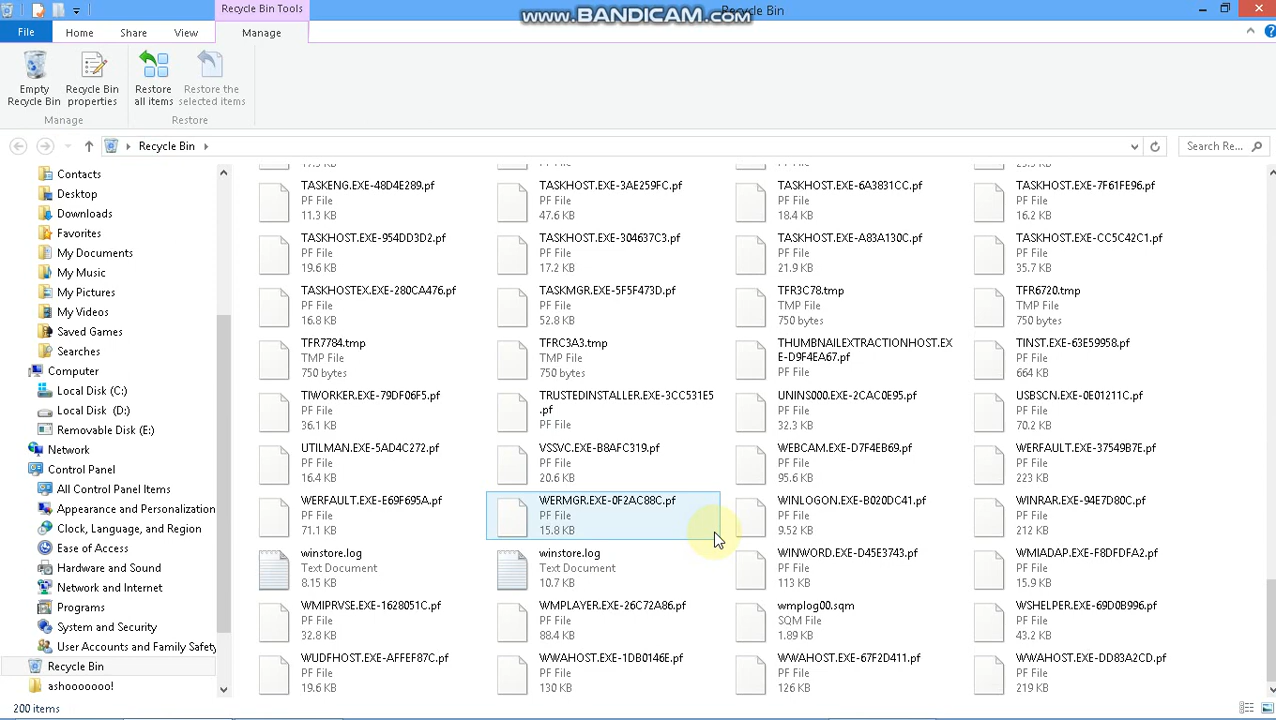 Recycle Bin Tools
www.BANDICAM.com
Recycle Bin
File
Home
Share
View
Manage
Empty
Recycle Bin
Recycle Bin
properties
Restore
all items
Restore the
selected items
Manage
Restore
Recycle Bin
Search Re...
Contacts
Desktop
Downloads
Favorites
My Documents
My Music
My Pictures
My Videos
Saved Games
Searches
Computer
Local Disk (C:)
Local Disk (D:)
Removable Disk (E:)
Network
Control Panel
All Control Panel Items
Appearance and Personalization
Clock, Language, and Region
Ease of Access
Hardware and Sound
Network and Internet
Programs
System and Security
User Accounts and Family Safety
Recycle Bin
ashooooooo!
TASKENG.EXE-48D4E289.pf
PF File
11.3 KB
TASKHOST.EXE-3AE259FC.pf
PF File
47.6 KB
TASKHOST.EXE-6A3831CC.pf
PF File
18.4 KB
TASKHOST.EXE-7F61FE96.pf
PF File
16.2 KB
TASKHOST.EXE-954DD3D2.pf
PF File
19.6 KB
TASKHOST.EXE-304637C3.pf
PF File
17.2 KB
TASKHOST.EXE-A83A130C.pf
PF File
21.9 KB
TASKHOST.EXE-CC5C42C1.pf
PF File
35.7 KB
TASKHOSTEX.EXE-280CA476.pf
PF File
16.8 KB
TASKMGR.EXE-5F5F473D.pf
PF File
52.8 KB
TFR3C78.tmp
TMP File
750 bytes
TFR6720.tmp
TMP File
750 bytes
TFR7784.tmp
TMP File
750 bytes
TFRC3A3.tmp
TMP File
750 bytes
THUMBNAILEXTRACTIONHOST.EX
E-D9F4EA67.pf
PF File
TINST.EXE-63E59958.pf
PF File
664 KB
TIWORKER.EXE-79DF06F5.pf
PF File
36.1 KB
TRUSTEDINSTALLER.EXE-3CC531E5
.pf
PF File
UNINS000.EXE-2CAC0E95.pf
PF File
32.3 KB
USBSCN.EXE-0E01211C.pf
PF File
70.2 KB
UTILMAN.EXE-5AD4C272.pf
PF File
16.4 KB
VSSVC.EXE-B8AFC319.pf
PF File
20.6 KB
WEBCAM.EXE-D7F4EB69.pf
PF File
95.6 KB
WERFAULT.EXE-37549B7E.pf
PF File
223 KB
WERFAULT.EXE-E69F695A.pf
PF File
71.1 KB
WERMGR.EXE-0F2AC88C.pf
PF File
15.8 KB
WINLOGON.EXE-B020DC41.pf
PF File
9.52 KB
WINRAR.EXE-94E7D80C.pf
PF File
212 KB
winstore.log
Text Document
8.15 KB
winstore.log
Text Document
10.7 KB
WINWORD.EXE-D45E3743.pf
PF File
113 KB
WMIADAP.EXE-F8DFDFA2.pf
PF File
15.9 KB
WMIPRVSE.EXE-1628051C.pf
PF File
32.8 KB
WMPLAYER.EXE-26C72A86.pf
PF File
88.4 KB
wmplog00.sqm
SQM File
1.89 KB
WSHELPER.EXE-69D0B996.pf
PF File
43.2 KB
WUDFHOST.EXE-AFFEF87C.pf
PF File
19.6 KB
WWAHOST.EXE-1DB0146E.pf
PF File
130 KB
WWAHOST.EXE-67F2D411.pf
PF File
126 KB
WWAHOST.EXE-DD83A2CD.pf
PF File
219 KB
200 items